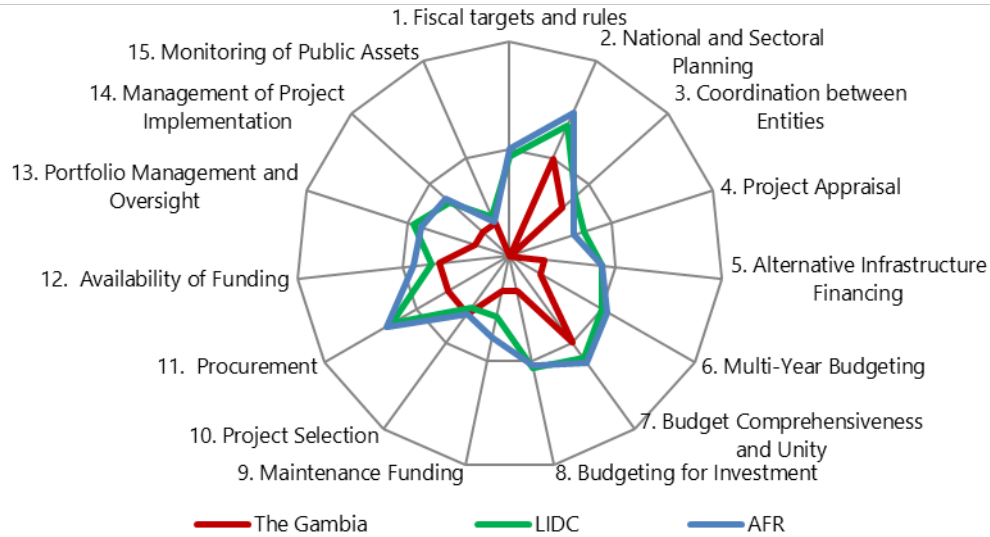 1. Fiscal targets and rules
2. National and Sectoral
Planning
3. Coordination between
Entities
4. Project Appraisal
5. Alternative Infrastructure
Financing
6. Multi-Year Budgeting
7. Budget Comprehensiveness
and Unity
8. Budgeting for Investment
9. Maintenance Funding
10. Project Selection
11. Procurement
12. Availability of Funding
13. Portfolio Management and
Oversight
14. Management of Project
Implementation
15. Monitoring of Public Assets
The Gambia
LIDC
AFR